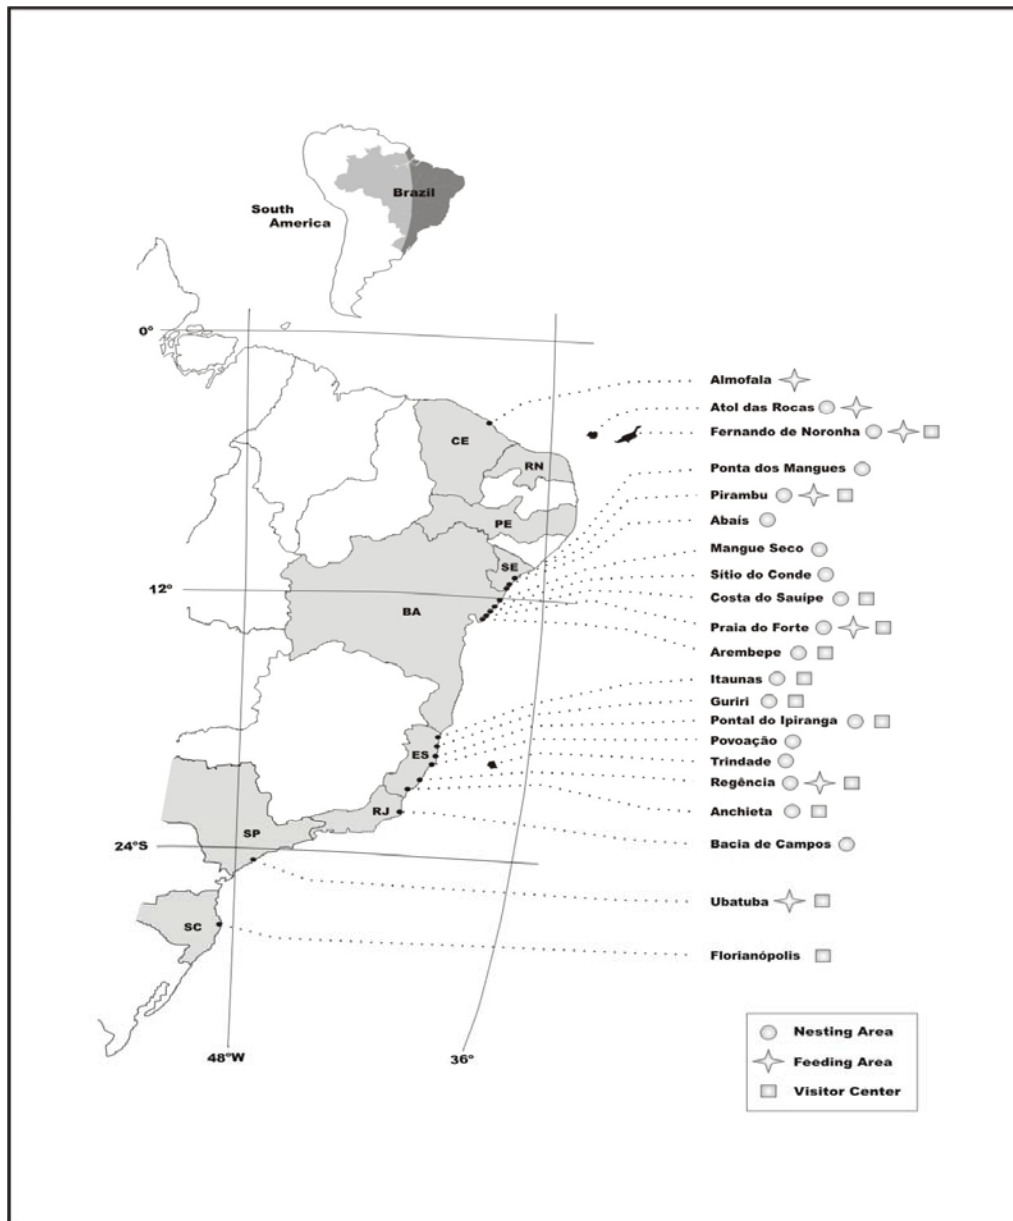 Brazil
South
America
0°
Almofala
Atol das Rocas
Fernando de Noronha
CE
RN
Ponta dos Mangues
Pirambu
PE
Abaís
Mangue Seco
SE
Sítio do Conde
12°
Costa do Sauípe
BA
Praia do Forte
Arembepe
Itaunas
Guriri
Pontal do Ipiranga
Povoação
ES
Trindade
Regência
RJ
Anchieta
SP
Bacia de Campos
24°S
Ubatuba
SC
Florianópolis
Nesting Area
48°W
36°
Feeding Area
Visitor Center